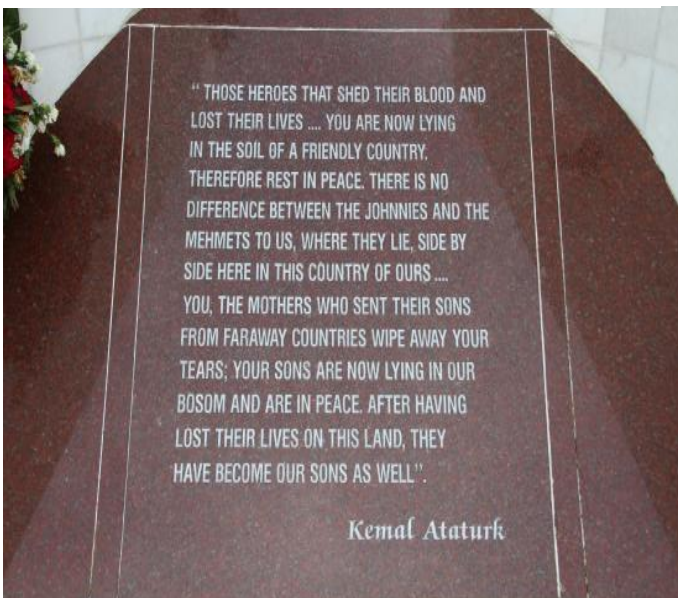 “ THOSE HEROES THAT SHED THEIR BLOOD AND
LOST THEIR LIVES .... YOU ARE NOW LYING
IN THE SOIL OF A FRIENDLY COUNTRY.
THEREFORE REST IN PEACE. THERE IS NO
DIFFERENCE BETWEEN THE JOHNNIES AND THE
MEHMETS TO US, WHERE THEY LIE, SIDE BY
SIDE HERE IN THIS COUNTRY OF OURS ....
YOU, THE MOTHERS WHO SENT THEIR SONS
FROM FARAWAY COUNTRIES WIPE AWAY YOUR
TEARS; YOUR SONS ARE NOW LYING IN OUR
BOSOM AND ARE IN PEACE. AFTER HAVING
LOST THEIR LIVES ON THIS LAND, THEY
HAVE BECOME OUR SONS AS WELL”.
Kemal Ataturk